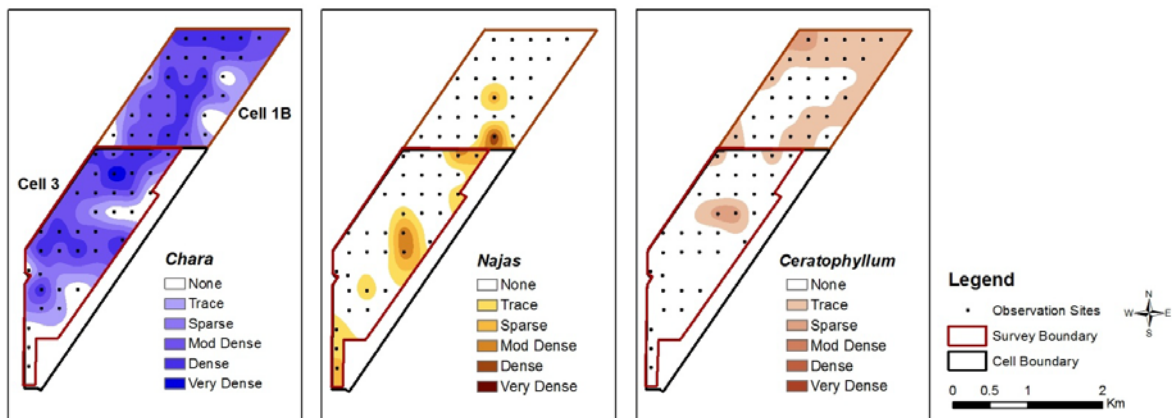 Cell 1B
Cell 3
Chara
None
Trace
Sparse
Mod Dense
Dense
Very Dense
Najas
None
Trace
Sparse
Mod Dense
Dense
Very Dense
Ceratophyllum
None
Trace
Sparse
Mod Dense
Dense
Very Dense
Legend
Observation Sites
Survey Boundary
Cell Boundary
N
W E
S
0 0.5 1 2
Km